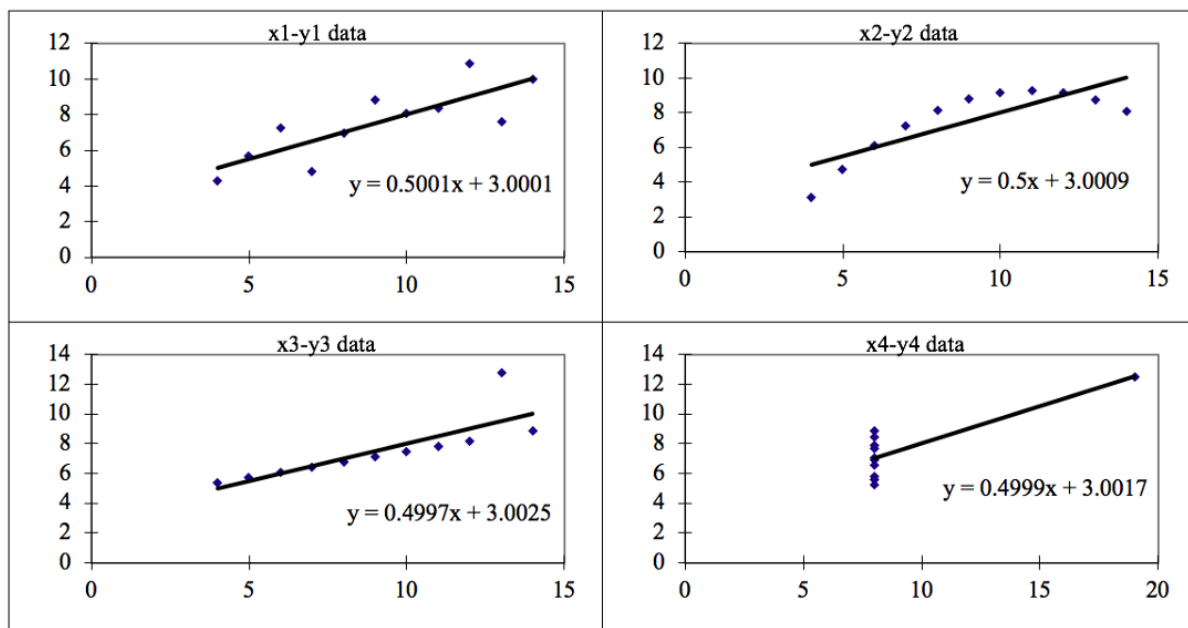 x1-y1 data
12
10
8
6
4
2
0
y = 0.5001x + 3.0001
0 5 10 15
x2-y2 data
12
10
8
6
4
2
0
y = 0.5x + 3.0009
0 5 10 15
x3-y3 data
14
12
10
8
6
4
2
0
y = 0.4997x + 3.0025
0 5 10 15
x4-y4 data
14
12
10
8
6
4
2
0
y = 0.4999x + 3.0017
0 5 10 15 20